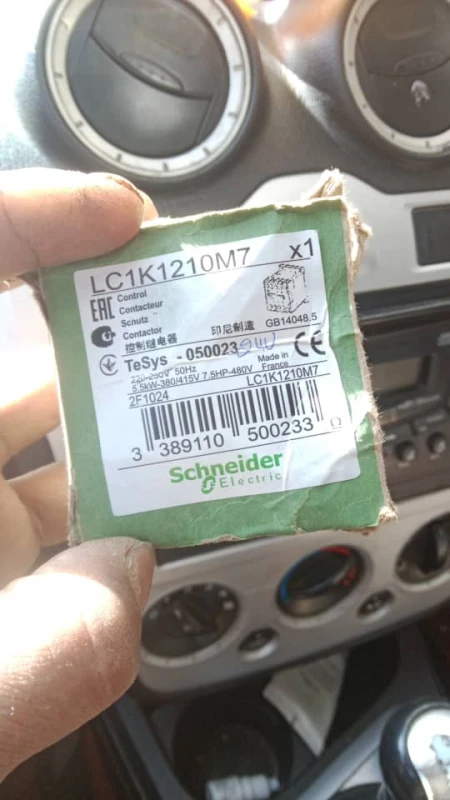 LC1K1210M7 x1
EAC Control
Contacteur
Schutz
Contactor
控制继电器 印尼制造 GB14048.5
TeSys - 050023 CE
220-230V 50Hz Made in
5.5kW-380/415V 7.5HP-480V France
2F1024 LC1K1210M7
3 389110 500233 Ω
Schneider
Electric